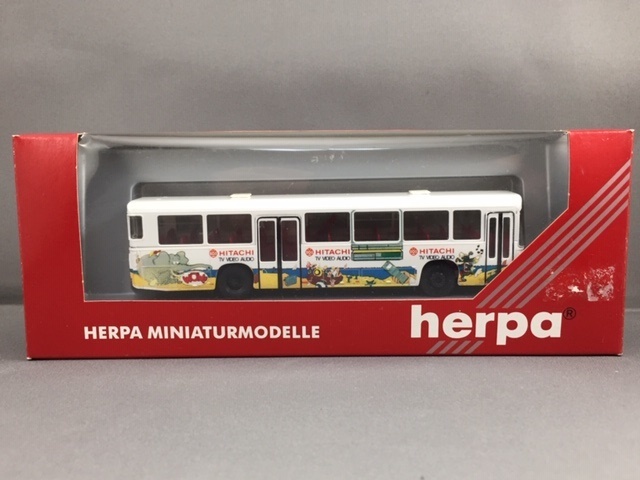 HITACHI
TV VIDEO AUDIO
HITACHI
TV VIDEO AUDIO
HITACHI
TV VIDEO AUDIO
HERPA MINIATURMODELLE
herpa®